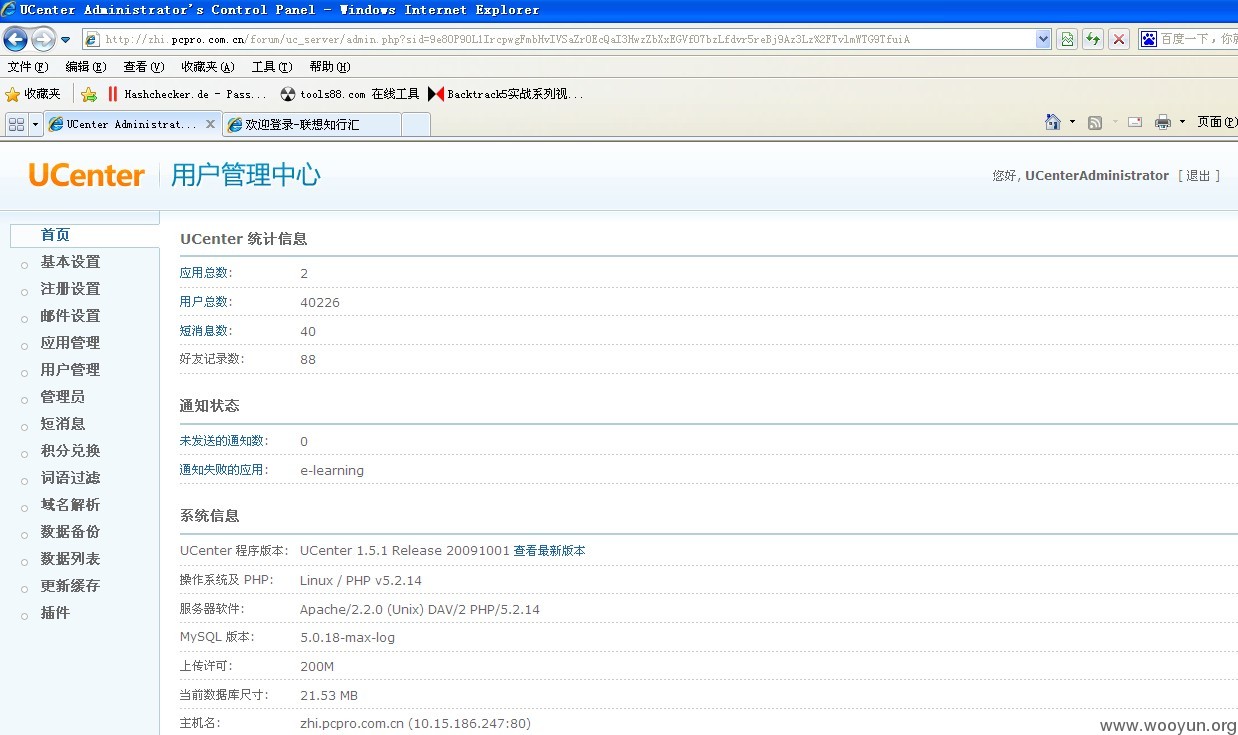 UCenter Administrator's Control Panel - Windows Internet Explorer
http://zhi.pcpro.com.cn/forum/uc_server/admin.php?sid=
文件(F) 编辑(E) 查看(V) 收藏夹(A) 工具(T) 帮助(H)
收藏夹 Hashchecker.de - Pass... tools88.com 在线工具 Backtrack5实战系列视...
UCenter Administrat... 欢迎登录-联想知行汇 页面(P)
百度一下，你就
UCenter 用户管理中心
您好, UCenterAdministrator [ 退出 ]
首页
基本设置
注册设置
邮件设置
应用管理
用户管理
管理员
短消息
积分兑换
词语过滤
域名解析
数据备份
数据列表
更新缓存
插件
UCenter 统计信息
应用总数: 2
用户总数: 40226
短消息数: 40
好友记录数: 88
通知状态
未发送的通知数: 0
通知失败的应用: e-learning
系统信息
UCenter 程序版本: UCenter 1.5.1 Release 20091001 查看最新版本
操作系统及 PHP: Linux / PHP v5.2.14
服务器软件: Apache/2.2.0 (Unix) DAV/2 PHP/5.2.14
MySQL 版本: 5.0.18-max-log
上传许可: 200M
当前数据库尺寸: 21.53 MB
主机名: zhi.pcpro.com.cn (10.15.186.247:80)
www.wooyun.org